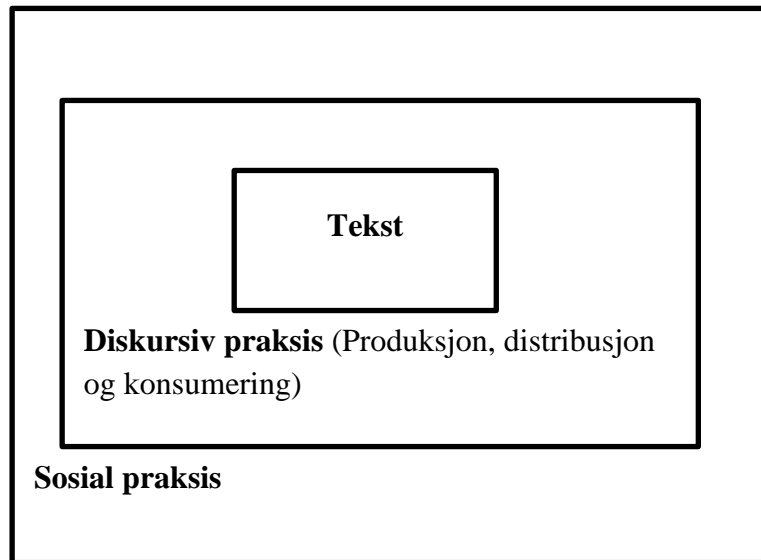 Tekst
Diskursiv praksis (Produksjon, distribusjon
og konsumering)
Sosial praksis